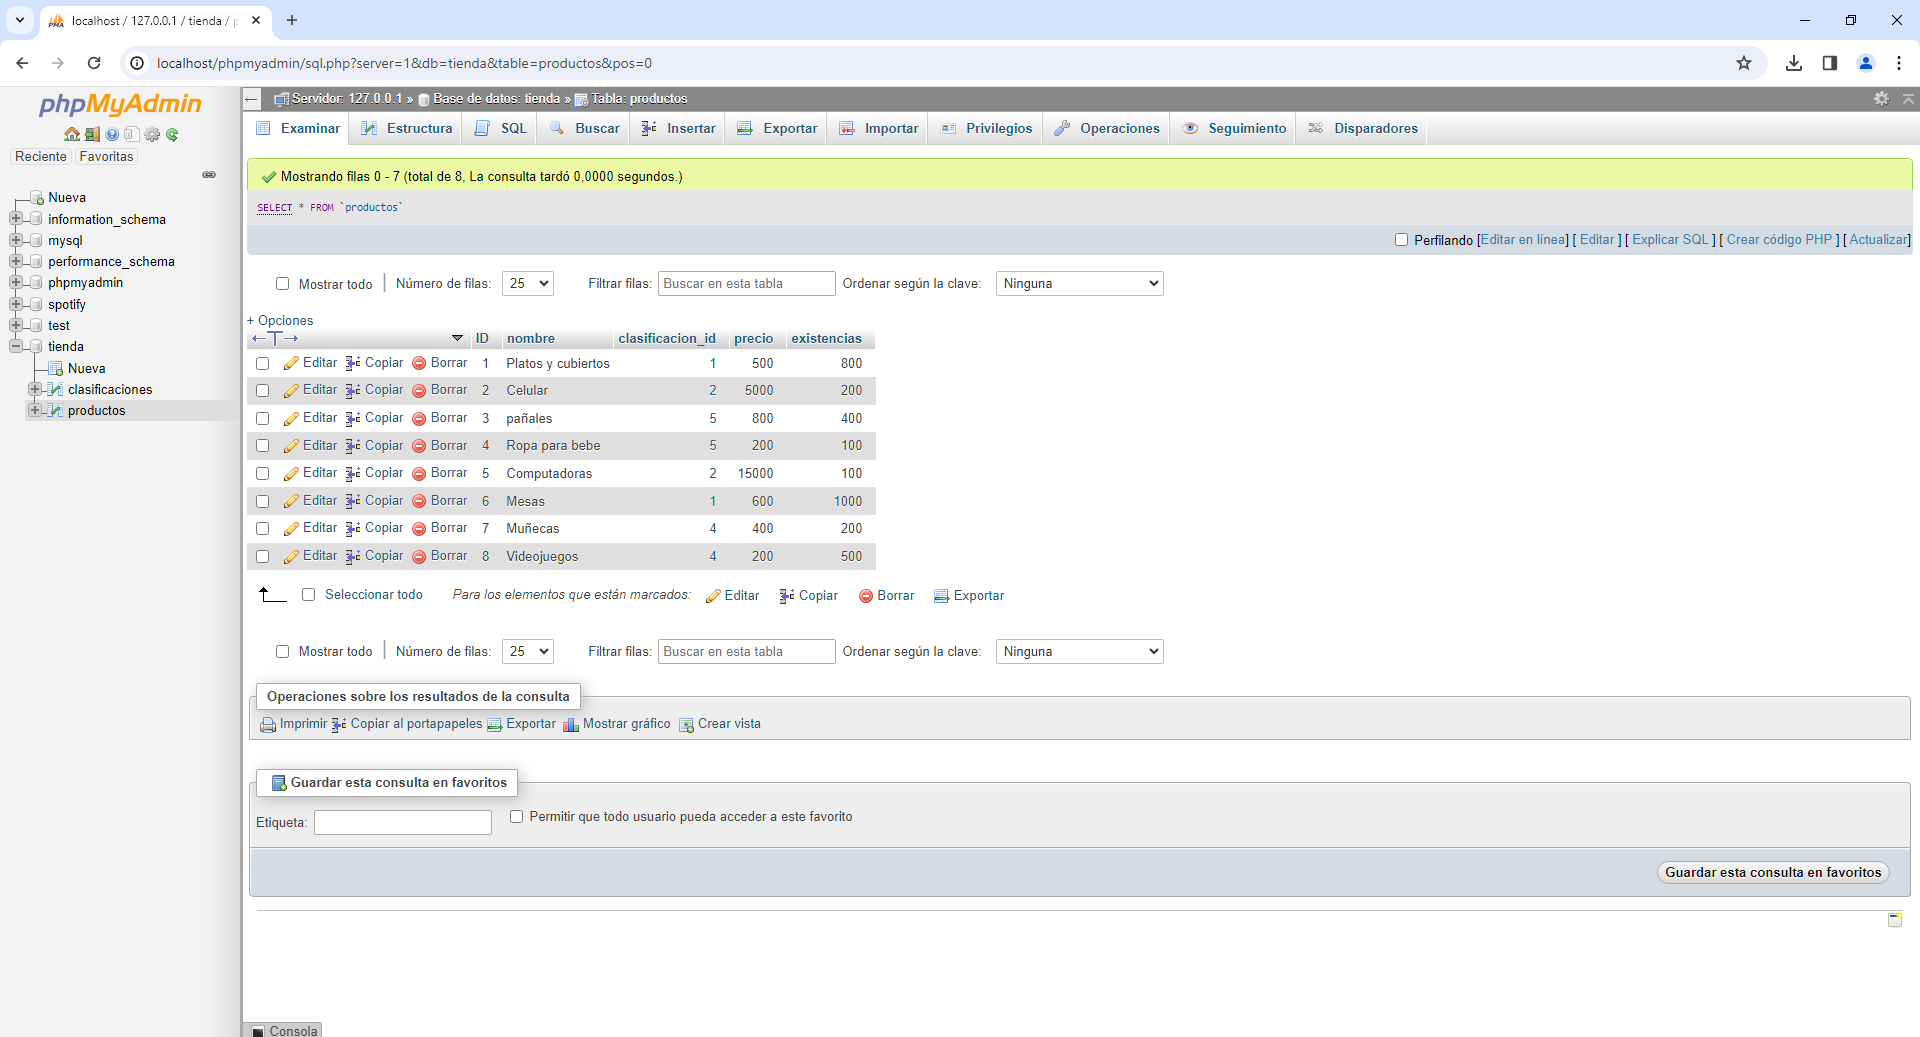 localhost / 127.0.0.1 / tienda / p
localhost/phpmyadmin/sql.php?server=1&db=tienda&table=productos&pos=0
phpMyAdmin
Reciente Favoritas
Nueva
information_schema
mysql
performance_schema
phpmyadmin
spotify
test
tienda
Nueva
clasificaciones
productos
Servidor: 127.0.0.1 » Base de datos: tienda » Tabla: productos
Examinar Estructura SQL Buscar Insertar Exportar Importar Privilegios Operaciones Seguimiento Disparadores
Mostrando filas 0 - 7 (total de 8, La consulta tardó 0,0000 segundos.)
SELECT * FROM `productos`
Perfilando [Editar en línea] [ Editar ] [ Explicar SQL ] [ Crear código PHP ] [ Actualizar]
Mostrar todo | Número de filas: 25 Filtrar filas: Buscar en esta tabla Ordenar según la clave: Ninguna
+ Opciones
←T→ ID nombre clasificacion_id precio existencias
Editar Copiar Borrar 1 Platos y cubiertos 1 500 800
Editar Copiar Borrar 2 Celular 2 5000 200
Editar Copiar Borrar 3 pañales 5 800 400
Editar Copiar Borrar 4 Ropa para bebe 5 200 100
Editar Copiar Borrar 5 Computadoras 2 15000 100
Editar Copiar Borrar 6 Mesas 1 600 1000
Editar Copiar Borrar 7 Muñecas 4 400 200
Editar Copiar Borrar 8 Videojuegos 4 200 500
Seleccionar todo Para los elementos que están marcados: Editar Copiar Borrar Exportar
Mostrar todo | Número de filas: 25 Filtrar filas: Buscar en esta tabla Ordenar según la clave: Ninguna
Operaciones sobre los resultados de la consulta
Imprimir Copiar al portapapeles Exportar Mostrar gráfico Crear vista
Guardar esta consulta en favoritos
Etiqueta: Permitir que todo usuario pueda acceder a este favorito
Guardar esta consulta en favoritos
Consola